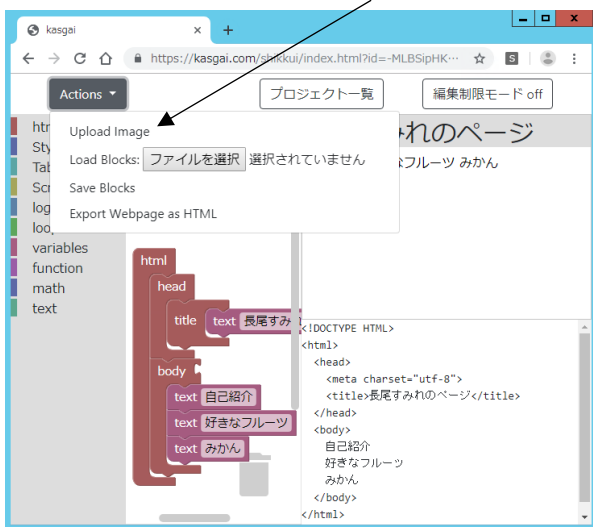 kasgai
https://kasgai.com/shikkui/index.html?id=-MLBSipHK…
S
Actions
プロジェクト一覧
編集制限モード off
Upload Image
Load Blocks: ファイルを選択 選択されていません
Save Blocks
Export Webpage as HTML
htm
Sty
Tab
Scr
log
loo
variables
function
math
text
みれのページ
なフルーツ みかん
html
head
title
text 長尾すみれ
body
text 自己紹介
text 好きなフルーツ
text みかん
<!DOCTYPE HTML>
<html>
<head>
<meta charset="utf-8">
<title>長尾すみれのページ</title>
</head>
<body>
自己紹介
好きなフルーツ
みかん
</body>
</html>